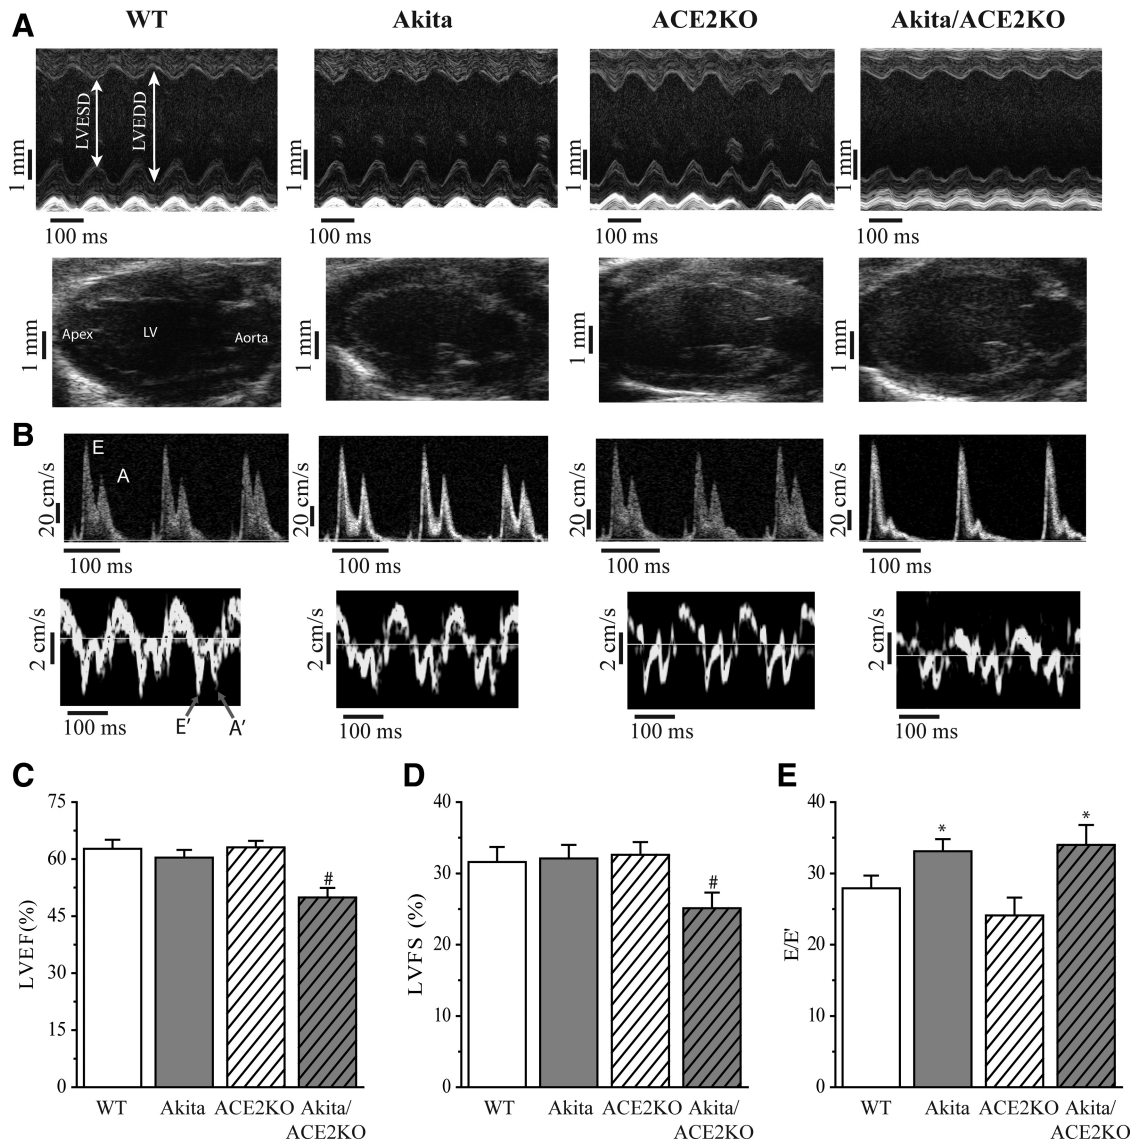 A
WT
Akita
ACE2KO
Akita/ACE2KO
LVESD
LVEDD
1 mm
1 mm
1 mm
1 mm
100 ms
100 ms
100 ms
100 ms
Apex
LV
Aorta
1 mm
1 mm
1 mm
1 mm
B
E
A
20 cm/s
20 cm/s
20 cm/s
20 cm/s
100 ms
100 ms
100 ms
100 ms
2 cm/s
2 cm/s
2 cm/s
2 cm/s
E′
A′
100 ms
100 ms
100 ms
100 ms
C
LVEF(%)
75
60
45
30
15
0
#
WT
Akita
ACE2KO
Akita/
ACE2KO
D
LVFS (%)
40
30
20
10
0
#
WT
Akita
ACE2KO
Akita/
ACE2KO
E
E/E'
40
30
20
10
0
*
*
WT
Akita
ACE2KO
Akita/
ACE2KO